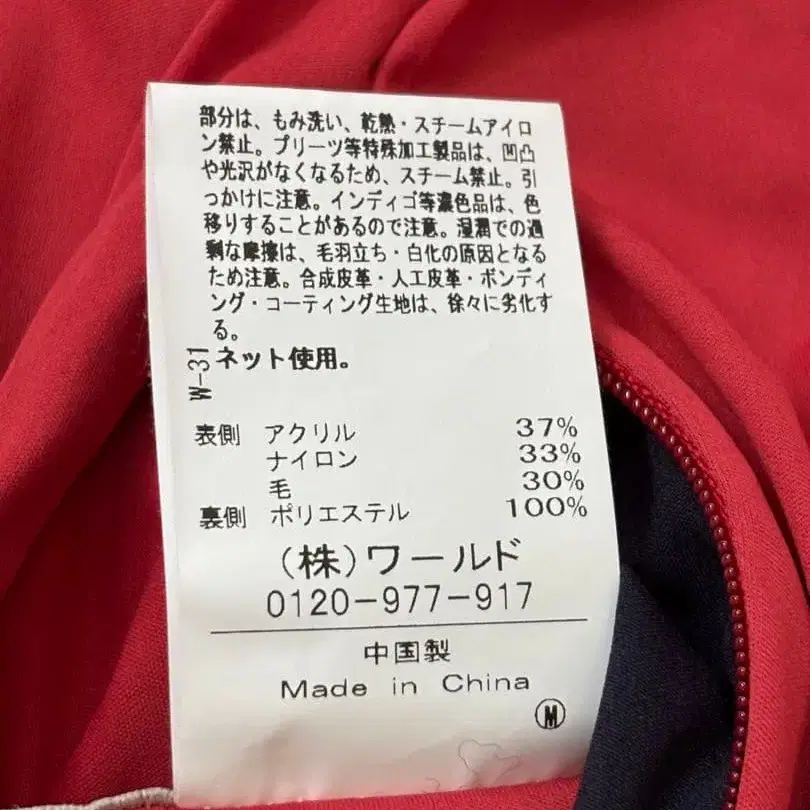 部分は、もみ洗い、乾熱・スチームアイロ
ン禁止。プリーツ等特殊加工製品は、凹凸
や光沢がなくなるため、スチーム禁止。引
っかけに注意。インディゴ等濃色品は、色
移りすることがあるので注意。湿潤での過
剰な摩擦は、毛羽立ち・白化の原因となる
ため注意。合成皮革・人工皮革・ボンディ
ング・コーティング生地は、徐々に劣化す
る。
ネット使用。
W-31
表側 アクリル 37%
ナイロン 33%
毛 30%
裏側 ポリエステル 100%
(株)ワールド
0120-977-917
中国製
Made in China
M